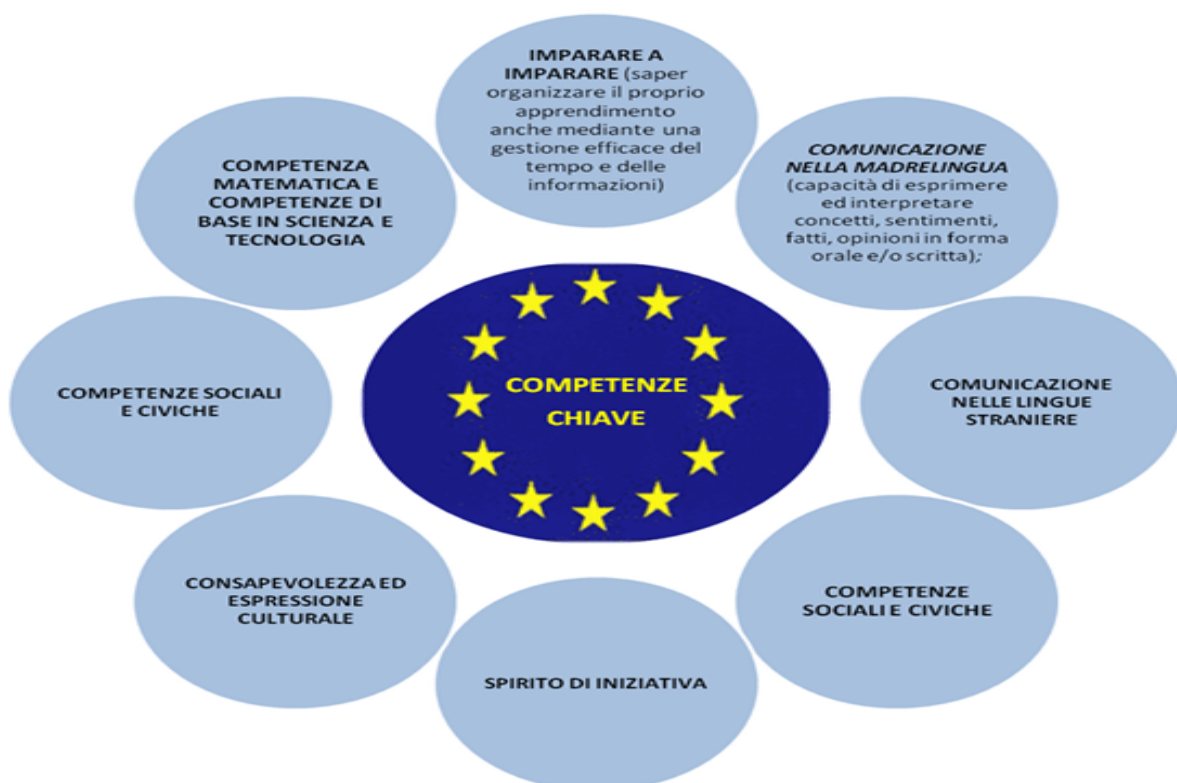 IMPARARE A
IMPARARE (saper
organizzare il proprio
apprendimento
anche mediante una
gestione efficace del
tempo e delle
informazioni)
COMUNICAZIONE
NELLA MADRELINGUA
(capacità di esprimere
ed interpretare
concetti, sentimenti,
fatti, opinioni in forma
orale e/o scritta);
COMUNICAZIONE
NELLE LINGUE
STRANIERE
COMPETENZE
SOCIALI E CIVICHE
SPIRITO DI INIZIATIVA
CONSAPEVOLEZZA ED
ESPRESSIONE
CULTURALE
COMPETENZE SOCIALI
E CIVICHE
COMPETENZA
MATEMATICA E
COMPETENZE DI
BASE IN SCIENZA E
TECNOLOGIA
COMPETENZE
CHIAVE